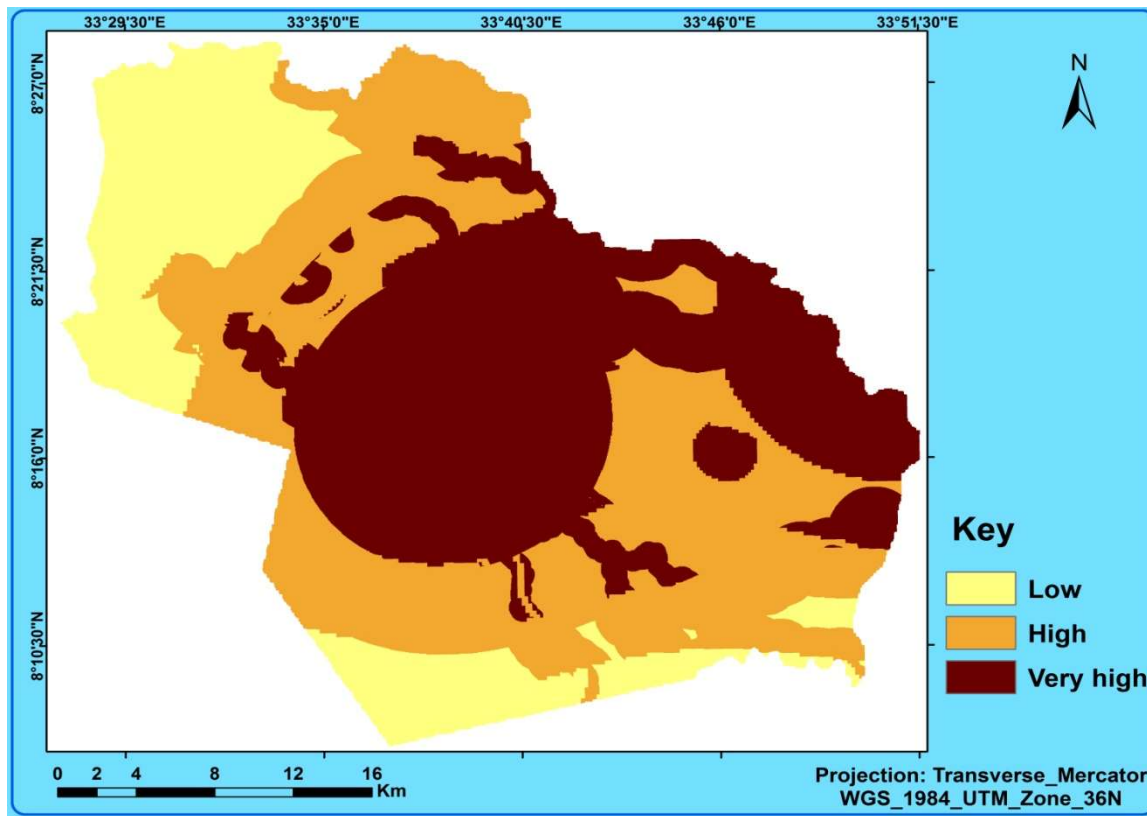 33°29'30"E 33°35'0"E 33°40'30"E 33°46'0"E 33°51'30"E
8°27'0"N
8°21'30"N
8°16'0"N
8°10'30"N
N
Key
Low
High
Very high
0 2 4 8 12 16
Km
Projection: Transverse_Mercator
WGS_1984_UTM_Zone_36N